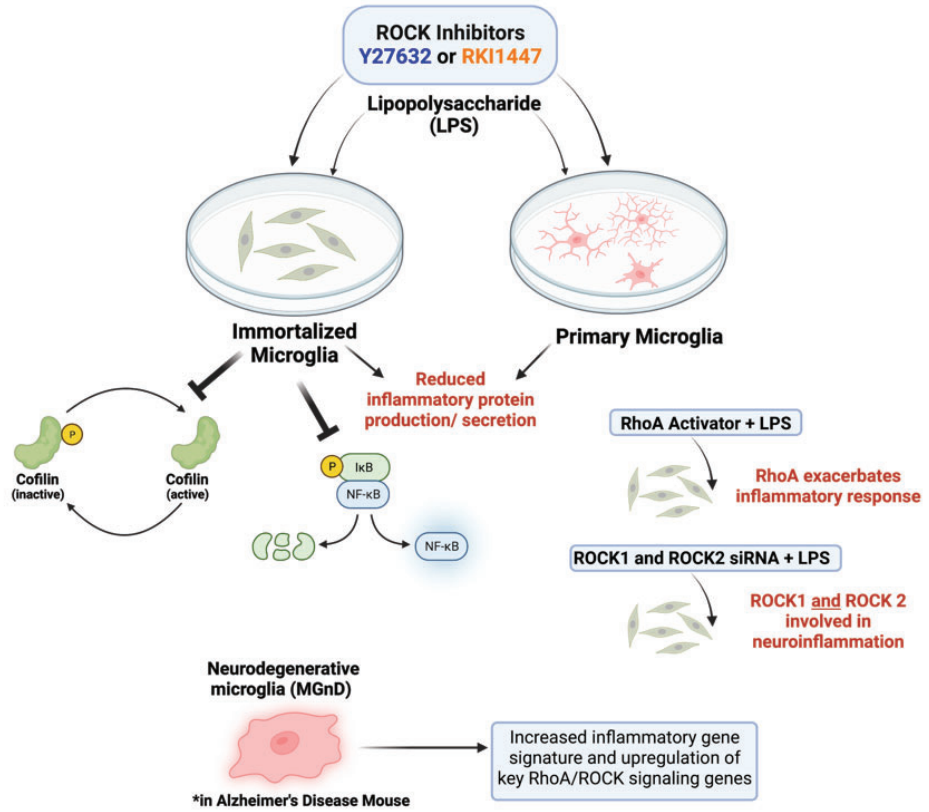 ROCK Inhibitors
Y27632 or RKI1447
Lipopolysaccharide
(LPS)
Immortalized
Microglia
Primary Microglia
Reduced
inflammatory protein
production/ secretion
P
Cofilin
(inactive)
Cofilin
(active)
P
IκB
NF-κB
NF-κB
RhoA Activator + LPS
RhoA exacerbates
inflammatory response
ROCK1 and ROCK2 siRNA + LPS
ROCK1 and ROCK 2
involved in
neuroinflammation
Neurodegenerative
microglia (MGnD)
*in Alzheimer's Disease Mouse
Increased inflammatory gene
signature and upregulation of
key RhoA/ROCK signaling genes